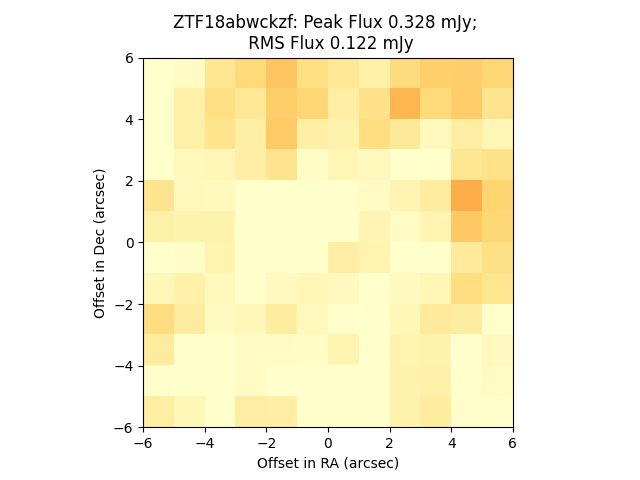 ZTF18abwckzf: Peak Flux 0.328 mJy;
RMS Flux 0.122 mJy
6
4
2
0
−2
−4
−6
Offset in Dec (arcsec)
−6 −4 −2 0 2 4 6
Offset in RA (arcsec)